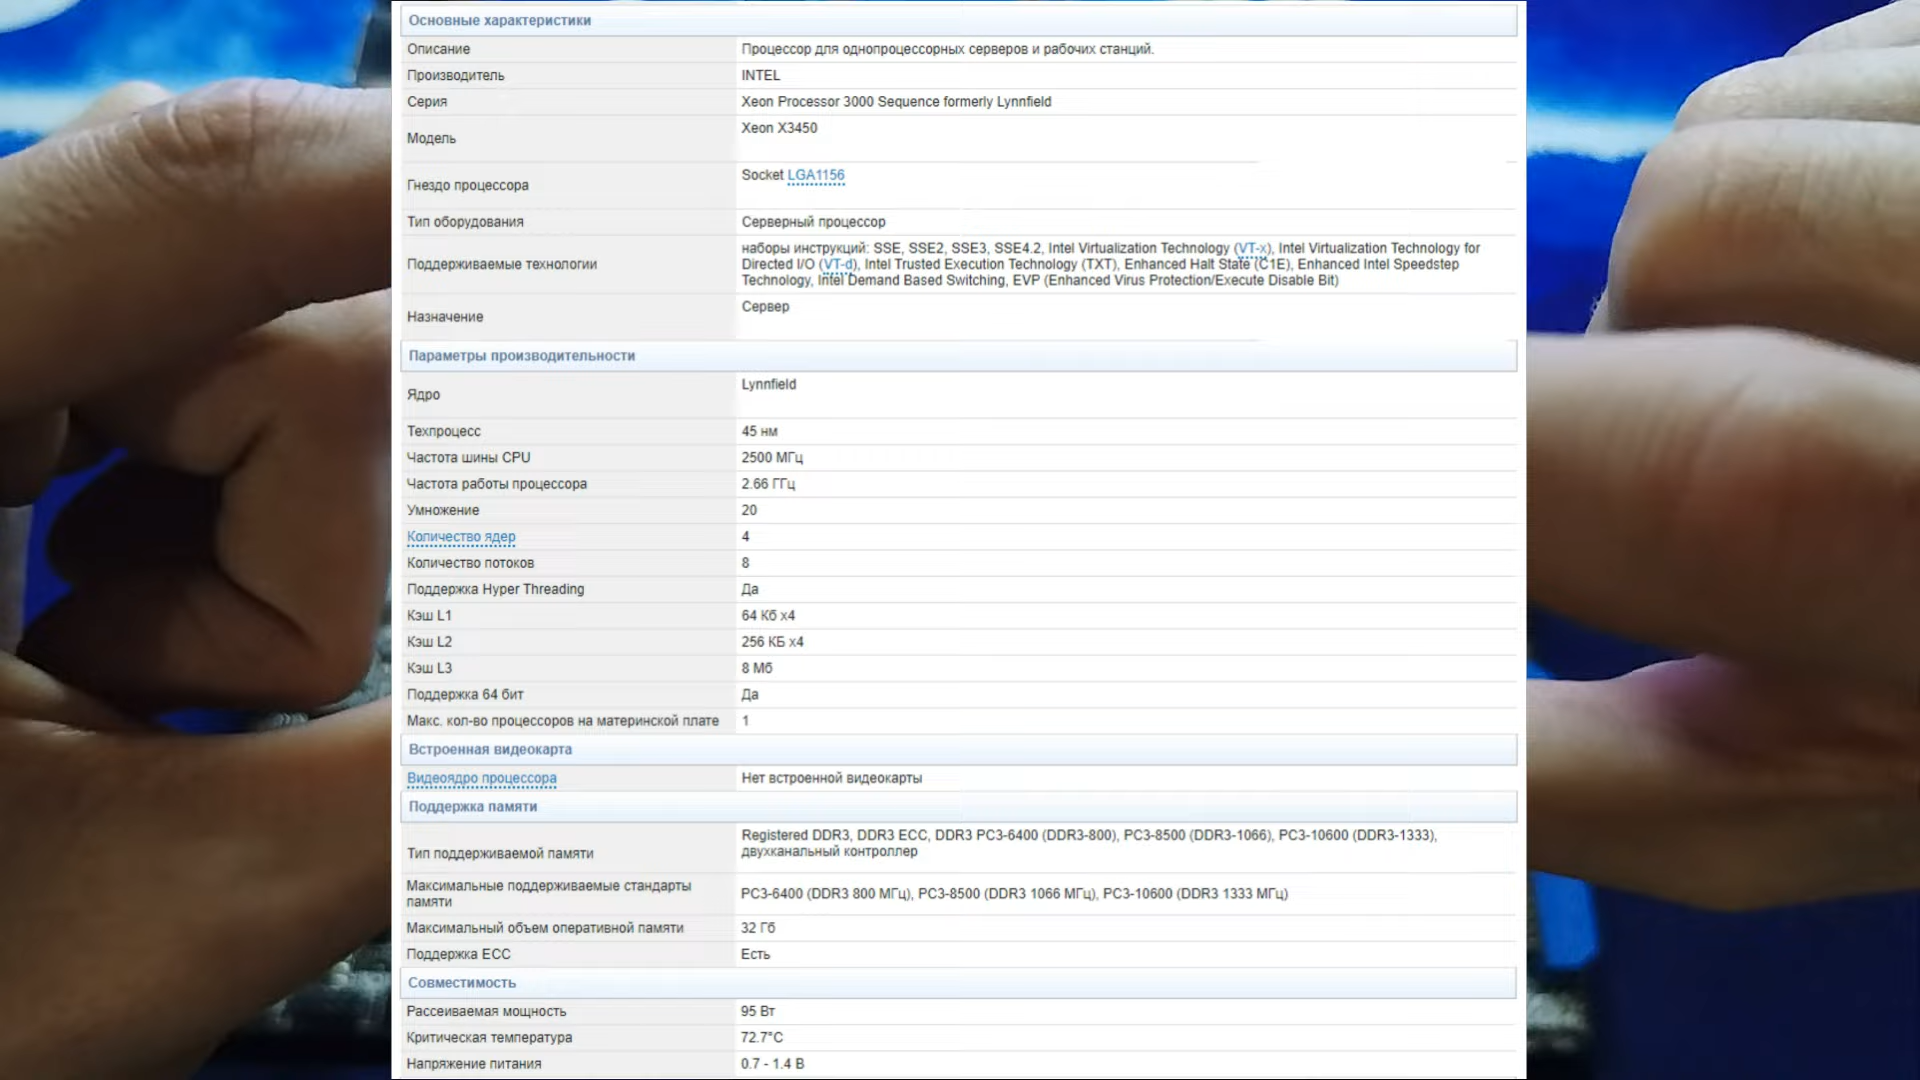 Основные характеристики
Описание Процессор для однопроцессорных серверов и рабочих станций.
Производитель INTEL
Серия Xeon Processor 3000 Sequence formerly Lynnfield
Модель Xeon X3450
Гнездо процессора Socket LGA1156
Тип оборудования Серверный процессор
Поддерживаемые технологии наборы инструкций: SSE, SSE2, SSE3, SSE4.2, Intel Virtualization Technology (VT-x), Intel Virtualization Technology for
Directed I/O (VT-d), Intel Trusted Execution Technology (TXT), Enhanced Halt State (C1E), Enhanced Intel Speedstep
Technology, Intel Demand Based Switching, EVP (Enhanced Virus Protection/Execute Disable Bit)
Назначение Сервер
Параметры производительности
Ядро Lynnfield
Техпроцесс 45 нм
Частота шины CPU 2500 МГц
Частота работы процессора 2.66 ГГц
Умножение 20
Количество ядер 4
Количество потоков 8
Поддержка Hyper Threading Да
Кэш L1 64 Кб x4
Кэш L2 256 КБ x4
Кэш L3 8 Мб
Поддержка 64 бит Да
Макс. кол-во процессоров на материнской плате 1
Встроенная видеокарта
Видеоядро процессора Нет встроенной видеокарты
Поддержка памяти
Тип поддерживаемой памяти Registered DDR3, DDR3 ECC, DDR3 PC3-6400 (DDR3-800), PC3-8500 (DDR3-1066), PC3-10600 (DDR3-1333),
двухканальный контроллер
Максимальные поддерживаемые стандарты
памяти PC3-6400 (DDR3 800 МГц), PC3-8500 (DDR3 1066 МГц), PC3-10600 (DDR3 1333 МГц)
Максимальный объем оперативной памяти 32 Гб
Поддержка ECC Есть
Совместимость
Рассеиваемая мощность 95 Вт
Критическая температура 72.7°C
Напряжение питания 0.7 - 1.4 В